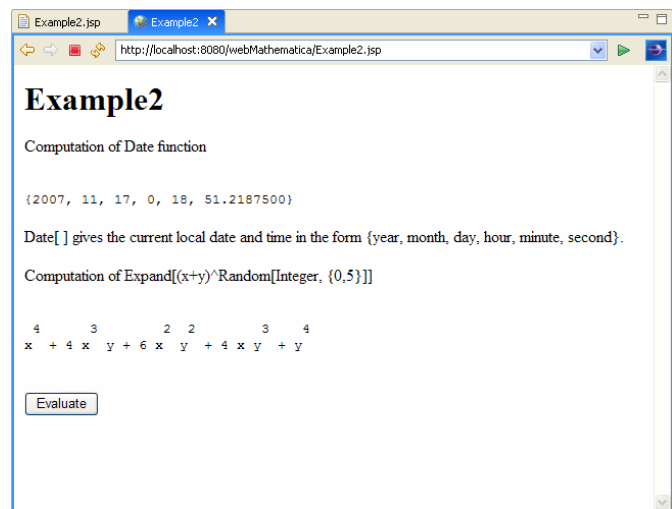 Example2.jsp
Example2
http://localhost:8080/webMathematica/Example2.jsp
Example2
Computation of Date function
{2007, 11, 17, 0, 18, 51.2187500}
Date[ ] gives the current local date and time in the form {year, month, day, hour, minute, second}.
Computation of Expand[(x+y)^Random[Integer, {0,5}]]
 4      3        2  2        3    4
x  + 4 x  y + 6 x  y  + 4 x y  + y
Evaluate